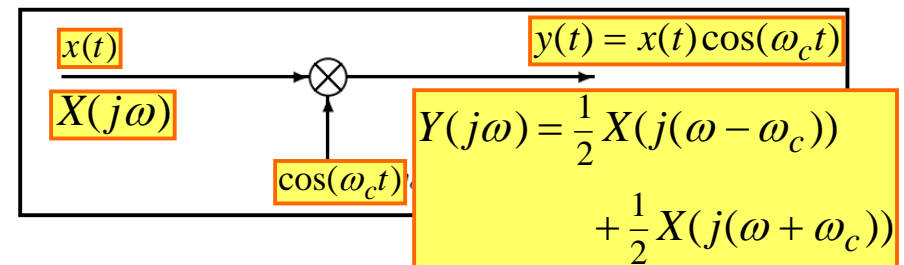 x(t)
y(t) = x(t)cos(ω_c t)
X(jω)
Y(jω) = 1/2 X(j(ω − ω_c))
cos(ω_c t)
+ 1/2 X(j(ω + ω_c))